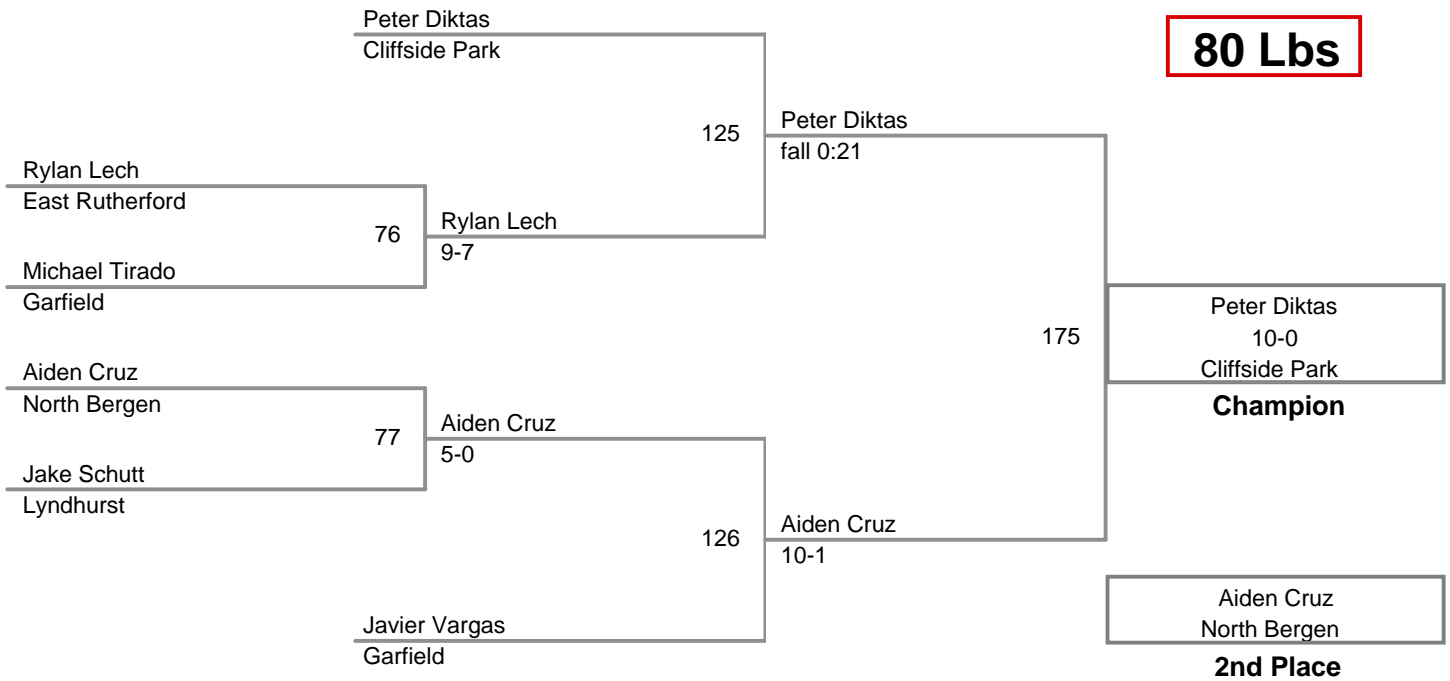 Peter Diktas
Cliffside Park
80 Lbs
125
Peter Diktas
fall 0:21
Rylan Lech
East Rutherford
76
Rylan Lech
9-7
Michael Tirado
Garfield
175
Peter Diktas
10-0
Cliffside Park
Champion
Aiden Cruz
North Bergen
77
Aiden Cruz
5-0
Jake Schutt
Lyndhurst
126
Aiden Cruz
10-1
Javier Vargas
Garfield
Aiden Cruz
North Bergen
2nd Place